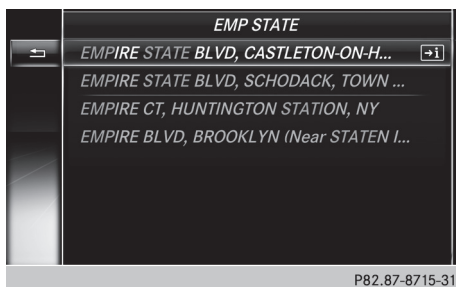 EMP STATE
EMPIRE STATE BLVD, CASTLETON-ON-H...
EMPIRE STATE BLVD, SCHODACK, TOWN ...
EMPIRE CT, HUNTINGTON STATION, NY
EMPIRE BLVD, BROOKLYN (Near STATEN I...
P82.87-8715-31